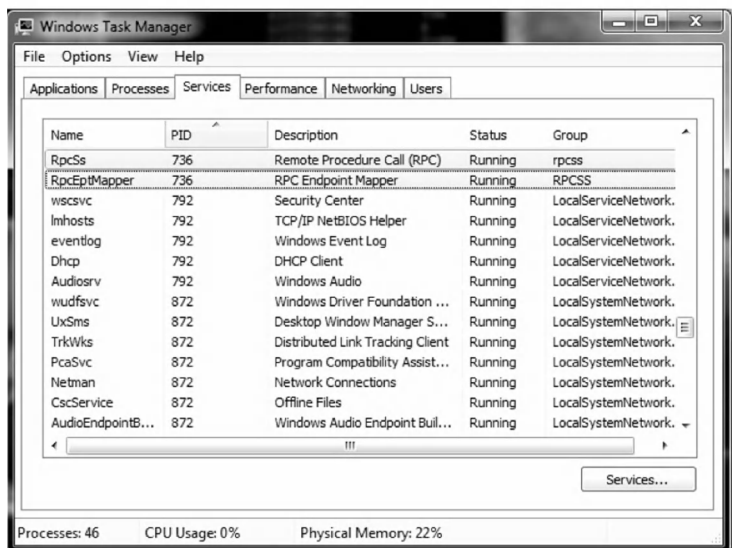 Windows Task Manager
File Options View Help
Applications Processes Services Performance Networking Users
Name PID Description Status Group
RpcSs 736 Remote Procedure Call (RPC) Running rpcss
RpcEptMapper 736 RPC Endpoint Mapper Running RPCSS
wscsvc 792 Security Center Running LocalServiceNetwork.
lmhosts 792 TCP/IP NetBIOS Helper Running LocalServiceNetwork.
eventlog 792 Windows Event Log Running LocalServiceNetwork.
Dhcp 792 DHCP Client Running LocalServiceNetwork.
Audiosrv 792 Windows Audio Running LocalServiceNetwork.
wudfsvc 872 Windows Driver Foundation ... Running LocalSystemNetwork.
UxSms 872 Desktop Window Manager S... Running LocalSystemNetwork.
TrkWks 872 Distributed Link Tracking Client Running LocalSystemNetwork.
PcaSvc 872 Program Compatibility Assist... Running LocalSystemNetwork.
Netman 872 Network Connections Running LocalSystemNetwork.
CscService 872 Offline Files Running LocalSystemNetwork.
AudioEndpointB... 872 Windows Audio Endpoint Buil... Running LocalSystemNetwork.
Services...
Processes: 46 CPU Usage: 0% Physical Memory: 22%